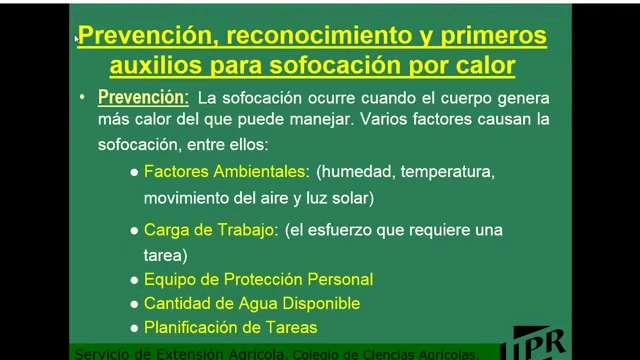 Prevención, reconocimiento y primeros
auxilios para sofocación por calor
• Prevención: La sofocación ocurre cuando el cuerpo genera
más calor del que puede manejar. Varios factores causan la
sofocación, entre ellos:
● Factores Ambientales: (humedad, temperatura,
movimiento del aire y luz solar)
● Carga de Trabajo: (el esfuerzo que requiere una
tarea)
● Equipo de Protección Personal
● Cantidad de Agua Disponible
● Planificación de Tareas
Servicio de Extensión Agrícola, Colegio de Ciencias Agrícolas,
UPR